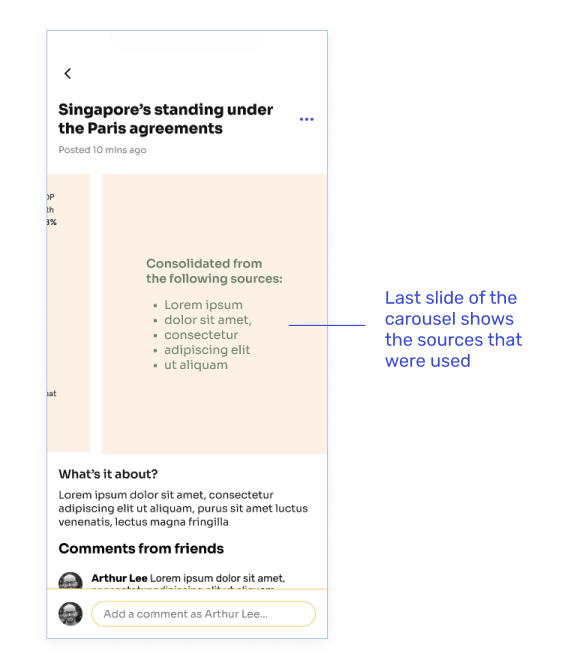 Singapore's standing under
the Paris agreements
Posted 10 mins ago
3%
Consolidated from
the following sources:
▪ Lorem ipsum
▪ dolor sit amet,
▪ consectetur
▪ adipiscing elit
▪ ut aliquam
Last slide of the
carousel shows
the sources that
were used
What's it about?
Lorem ipsum dolor sit amet, consectetur
adipiscing elit ut aliquam, purus sit amet luctus
venenatis, lectus magna fringilla
Comments from friends
Arthur Lee Lorem ipsum dolor sit amet,
Add a comment as Arthur Lee...